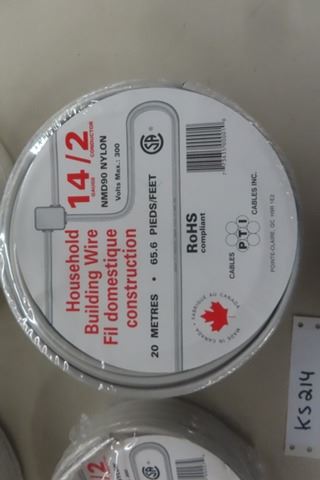 Household
Building Wire
Fil domestique
construction
14/2
GAUGE CONDUCTOR
NMD90 NYLON
Volts Max.: 300
20 METRES • 65.6 PIEDS/FEET
RoHS
compliant
CABLES PTI CABLES INC.
POINTE-CLAIRE, QC H9R 1E2
• FABRIQUÉ AU CANADA •
MADE IN CANADA
KS214
/2